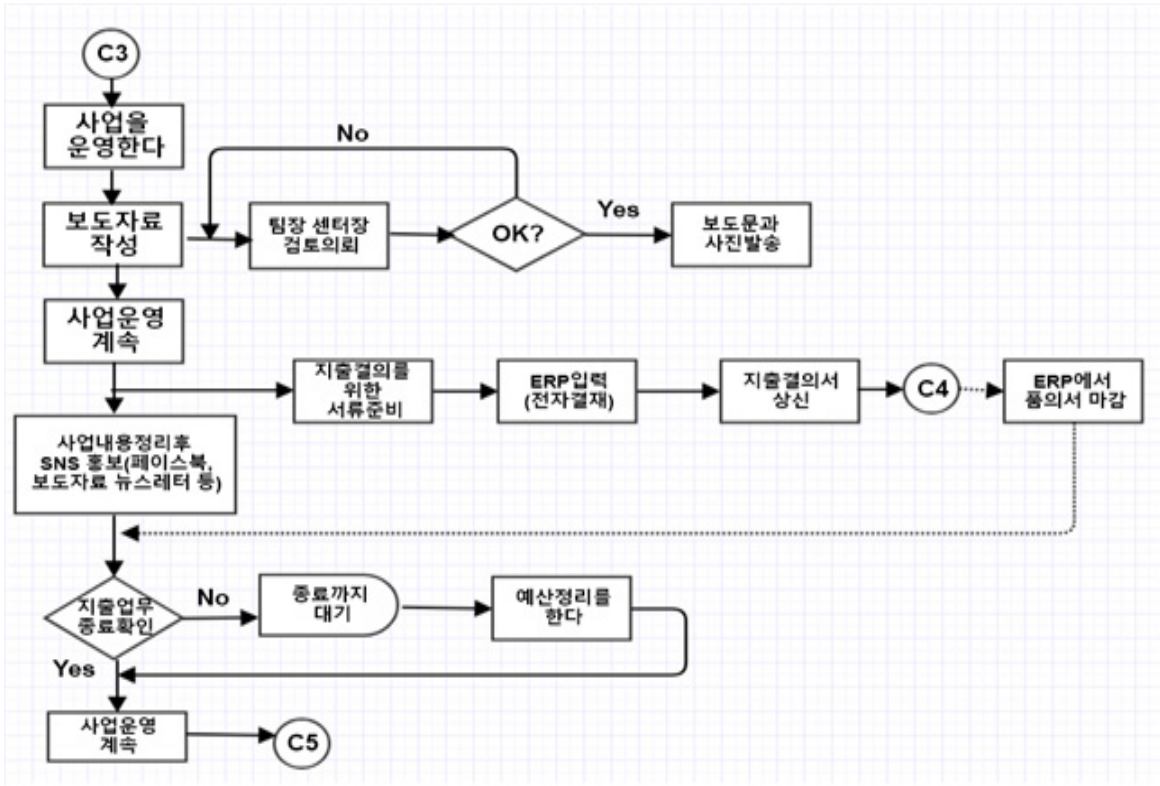 C3
사업을
운영한다
No
보도자료
작성
팀장 센터장
검토의뢰
OK?
Yes
보도문과
사진발송
사업운영
계속
지출결의를
위한
서류준비
ERP입력
(전자결재)
지출결의서
상신
C4
ERP에서
품의서 마감
사업내용정리후
SNS 홍보(페이스북,
보도자료 뉴스레터 등)
지출업무
종료확인
No
종료까지
대기
예산정리를
한다
Yes
사업운영
계속
C5